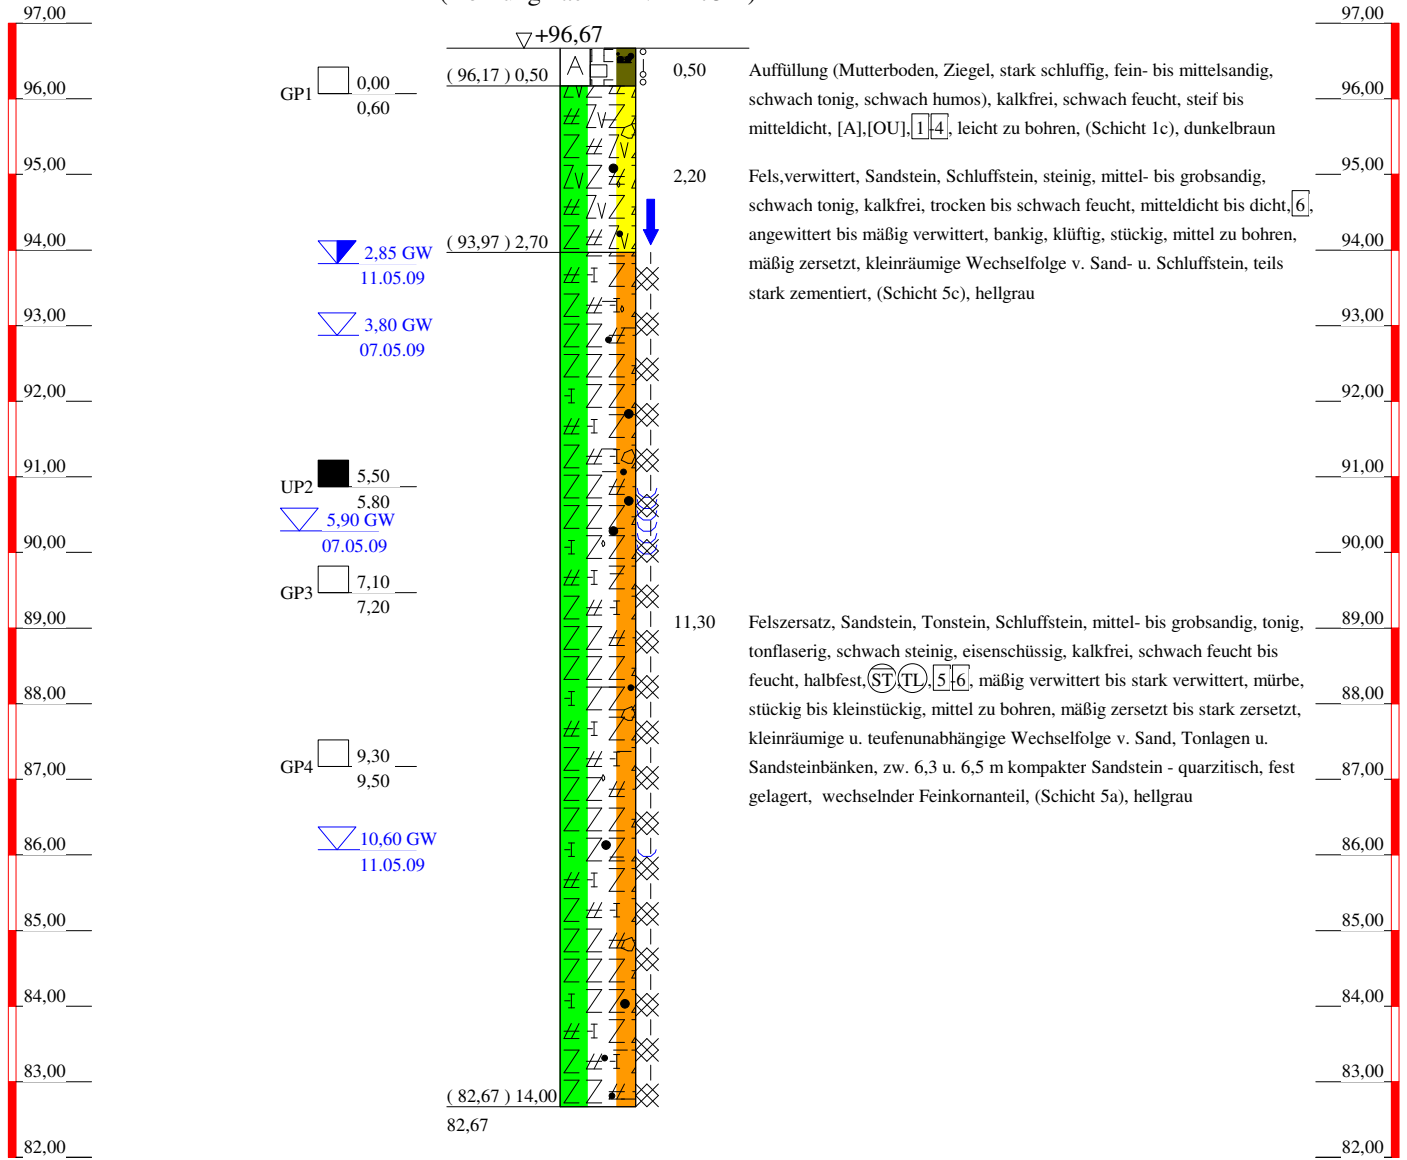 97,00
97,00
+96,67
( 96,17 ) 0,50
A
0,50
Auffüllung (Mutterboden, Ziegel, stark schluffig, fein- bis mittelsandig,
schwach tonig, schwach humos), kalkfrei, schwach feucht, steif bis
mitteldicht, [A],[OU], 1-4, leicht zu bohren, (Schicht 1c), dunkelbraun
GP1
0,00
0,60
96,00
96,00
95,00
95,00
2,20
Fels,verwittert, Sandstein, Schluffstein, steinig, mittel- bis grobsandig,
schwach tonig, kalkfrei, trocken bis schwach feucht, mitteldicht bis dicht, 6,
angewittert bis mäßig verwittert, bankig, klüftig, stückig, mittel zu bohren,
mäßig zersetzt, kleinräumige Wechselfolge v. Sand- u. Schluffstein, teils
stark zementiert, (Schicht 5c), hellgrau
94,00
94,00
( 93,97 ) 2,70
2,85 GW
11.05.09
3,80 GW
07.05.09
93,00
93,00
92,00
92,00
91,00
91,00
UP2
5,50
5,80
5,90 GW
07.05.09
90,00
90,00
GP3
7,10
7,20
89,00
89,00
11,30
Felszersatz, Sandstein, Tonstein, Schluffstein, mittel- bis grobsandig, tonig,
tonflaserig, schwach steinig, eisenschüssig, kalkfrei, schwach feucht bis
feucht, halbfest, ST, TL, 5-6, mäßig verwittert bis stark verwittert, mürbe,
stückig bis kleinstückig, mittel zu bohren, mäßig zersetzt bis stark zersetzt,
kleinräumige u. teufenunabhängige Wechselfolge v. Sand, Tonlagen u.
Sandsteinbänken, zw. 6,3 u. 6,5 m kompakter Sandstein - quarzitisch, fest
gelagert, wechselnder Feinkornanteil, (Schicht 5a), hellgrau
88,00
88,00
GP4
9,30
9,50
87,00
87,00
10,60 GW
11.05.09
86,00
86,00
85,00
85,00
84,00
84,00
83,00
83,00
( 82,67 ) 14,00
82,67
82,00
82,00